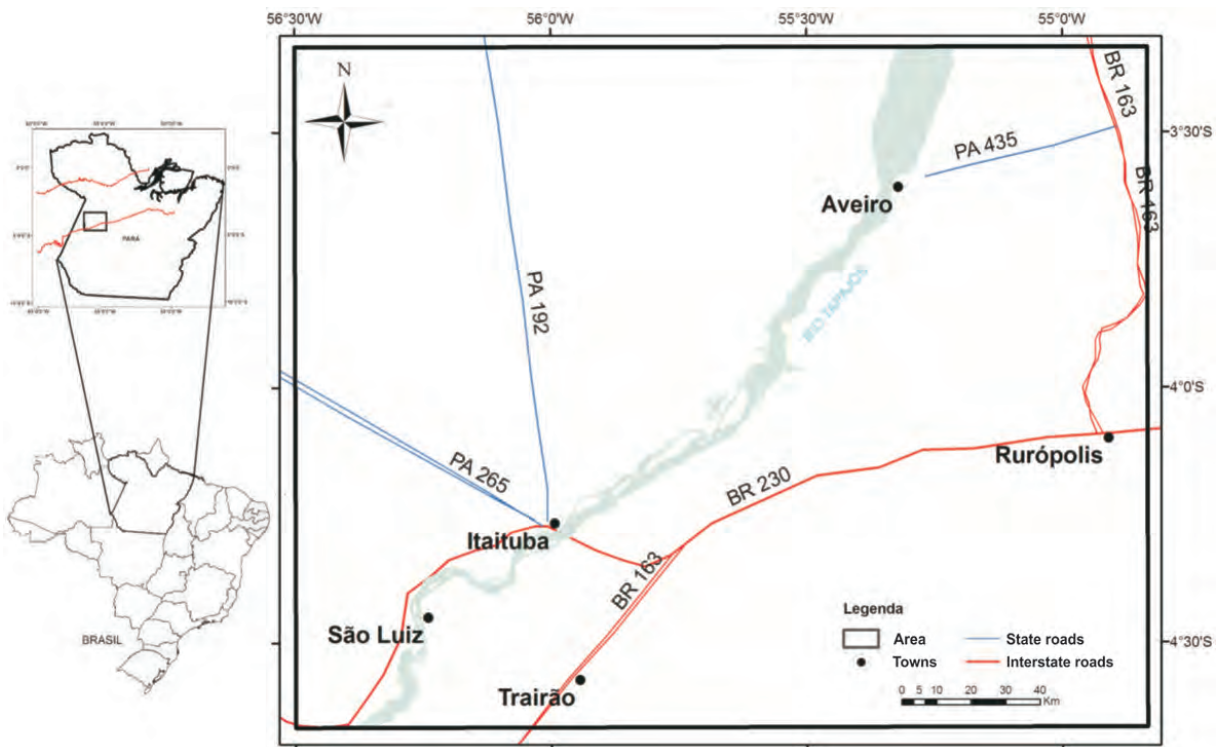 56°30'W
56°0'W
55°30'W
55°0'W
N
BR 163
3°30'S
PA 435
Aveiro
BR 163
PARÁ
PA 192
RIO TAPAJÓS
4°0'S
PA 265
Rurópolis
BR 230
Itaituba
BR 163
Legenda
São Luiz
Area
State roads
BRASIL
4°30'S
Towns
Interstate roads
Trairão
0 5 10 20 30 40
Km